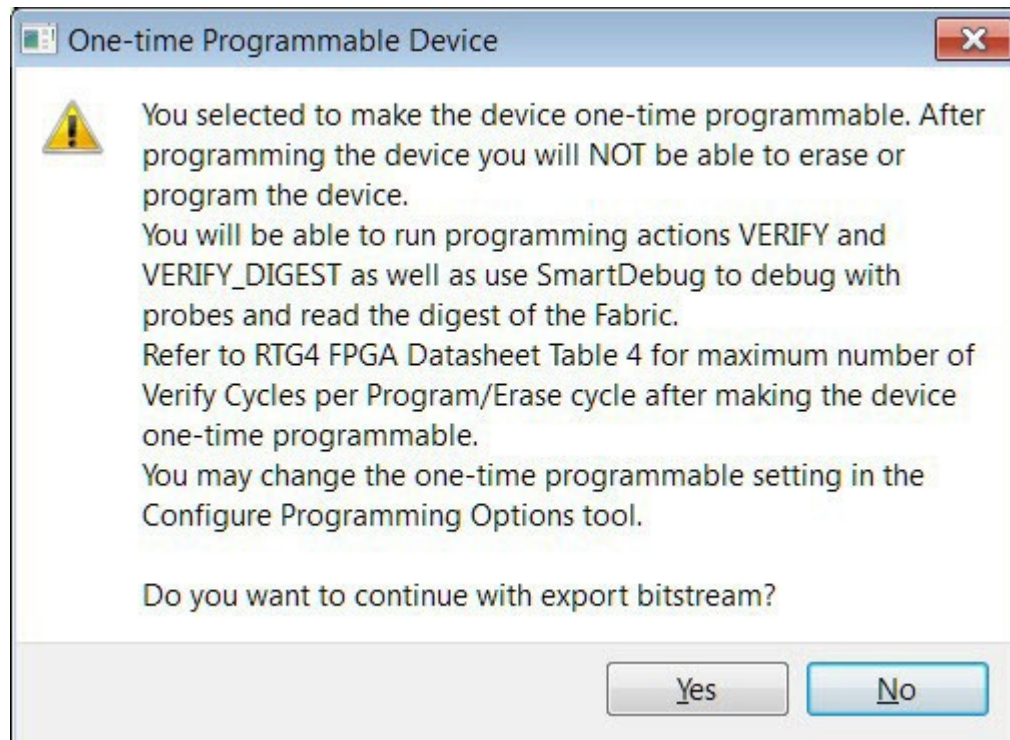 One-time Programmable Device
You selected to make the device one-time programmable. After
programming the device you will NOT be able to erase or
program the device.
You will be able to run programming actions VERIFY and
VERIFY_DIGEST as well as use SmartDebug to debug with
probes and read the digest of the Fabric.
Refer to RTG4 FPGA Datasheet Table 4 for maximum number of
Verify Cycles per Program/Erase cycle after making the device
one-time programmable.
You may change the one-time programmable setting in the
Configure Programming Options tool.
Do you want to continue with export bitstream?
Yes No